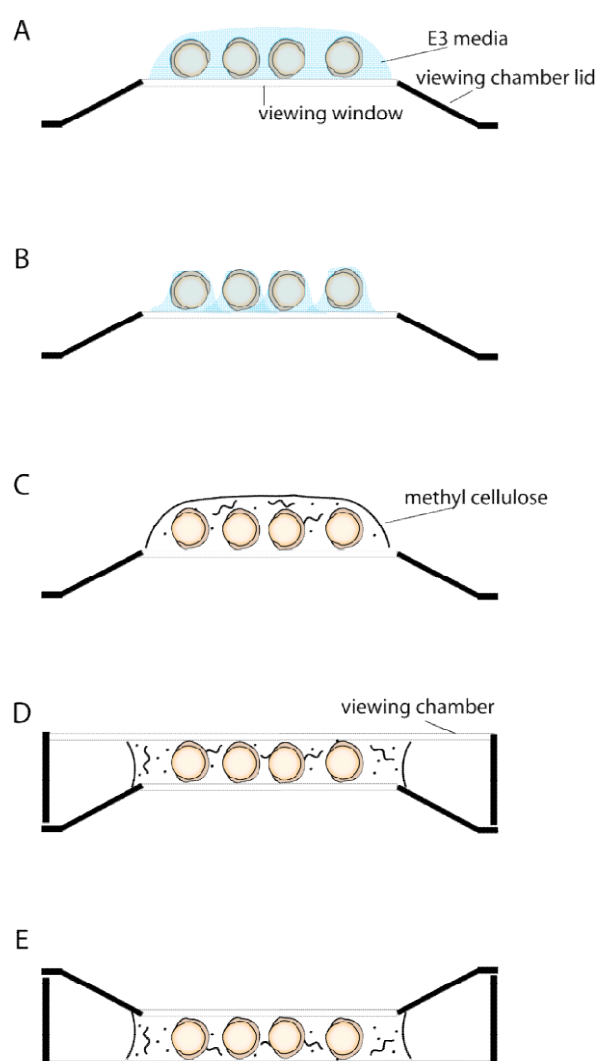 A
E3 media
viewing chamber lid
viewing window
B
C
methyl cellulose
D
viewing chamber
E